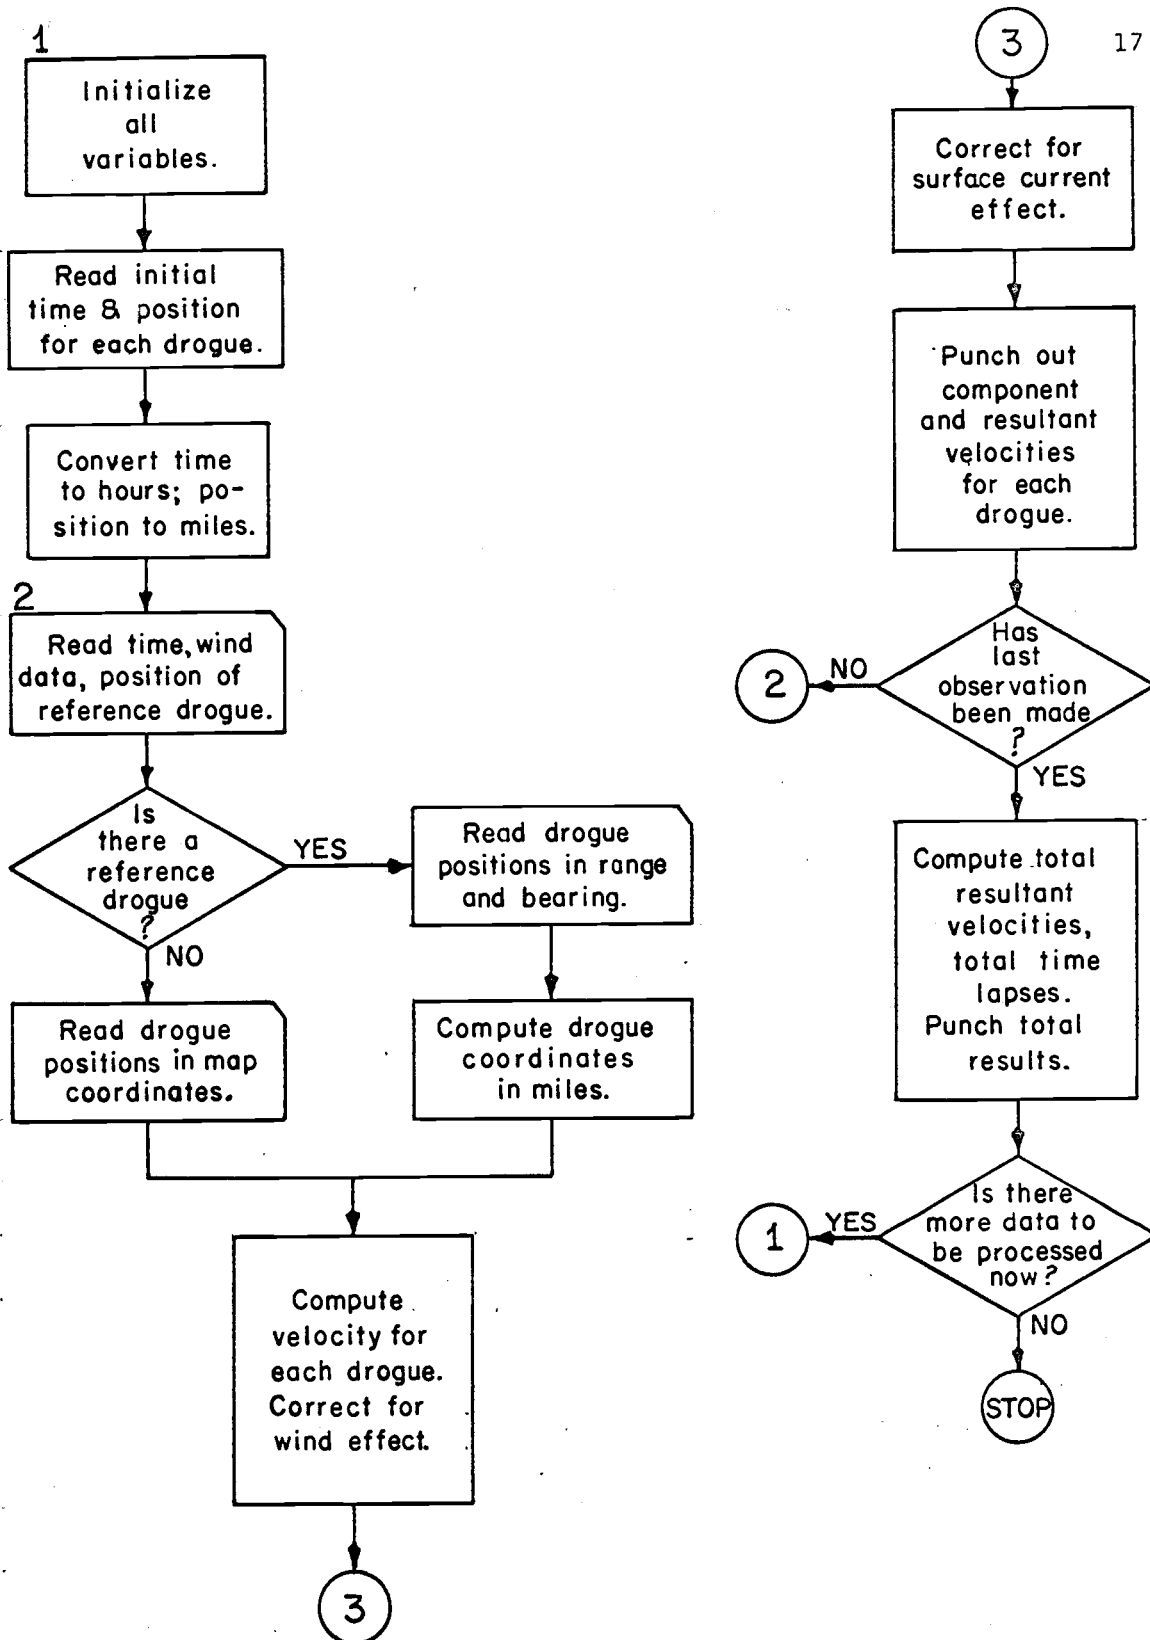 1
Initialize
all
variables.
Read initial
time & position
for each drogue.
Convert time
to hours; po-
sition to miles.
2
Read time, wind
data, position of
reference drogue.
Is
there a
reference
drogue
?
YES
NO
Read drogue
positions in range
and bearing.
Read drogue
positions in map
coordinates.
Compute drogue
coordinates
in miles.
Compute
velocity for
each drogue.
Correct for
wind effect.
3
17
3
Correct for
surface current
effect.
Punch out
component
and resultant
velocities
for each
drogue.
Has
last
observation
been made
?
NO
2
YES
Compute total
resultant
velocities,
total time
lapses.
Punch total
results.
Is there
more data to
be processed
now?
YES
1
NO
STOP